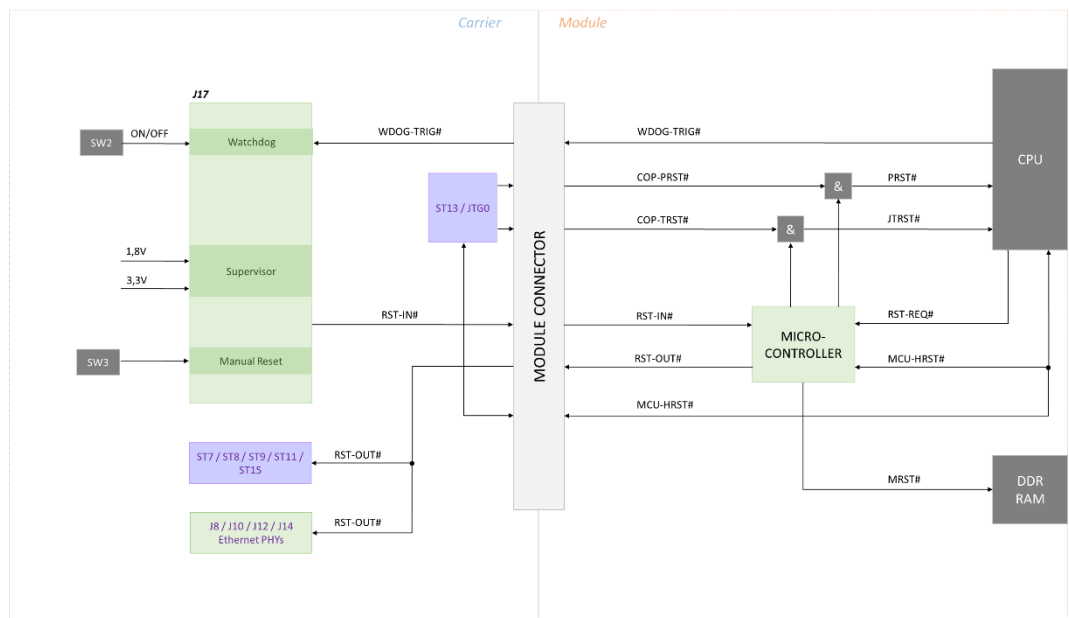 Carrier
Module
J17
SW2
ON/OFF
Watchdog
WDOG-TRIG#
WDOG-TRIG#
CPU
ST13 / JTG0
COP-PRST#
&
PRST#
COP-TRST#
&
JTRST#
1,8V
3,3V
Supervisor
MODULE CONNECTOR
RST-IN#
RST-IN#
MICRO-
CONTROLLER
RST-REQ#
SW3
Manual Reset
RST-OUT#
MCU-HRST#
MCU-HRST#
ST7 / ST8 / ST9 / ST11 /
ST15
RST-OUT#
MRST#
DDR
RAM
J8 / J10 / J12 / J14
Ethernet PHYs
RST-OUT#